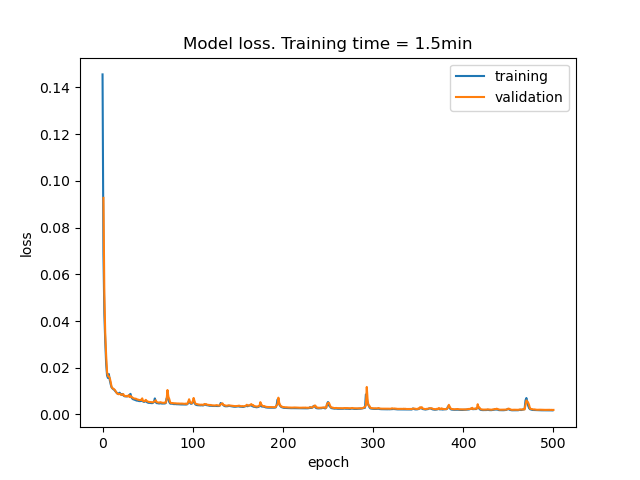 Model loss. Training time = 1.5min
training
validation
0.14
0.12
0.10
0.08
0.06
0.04
0.02
0.00
loss
0 100 200 300 400 500
epoch